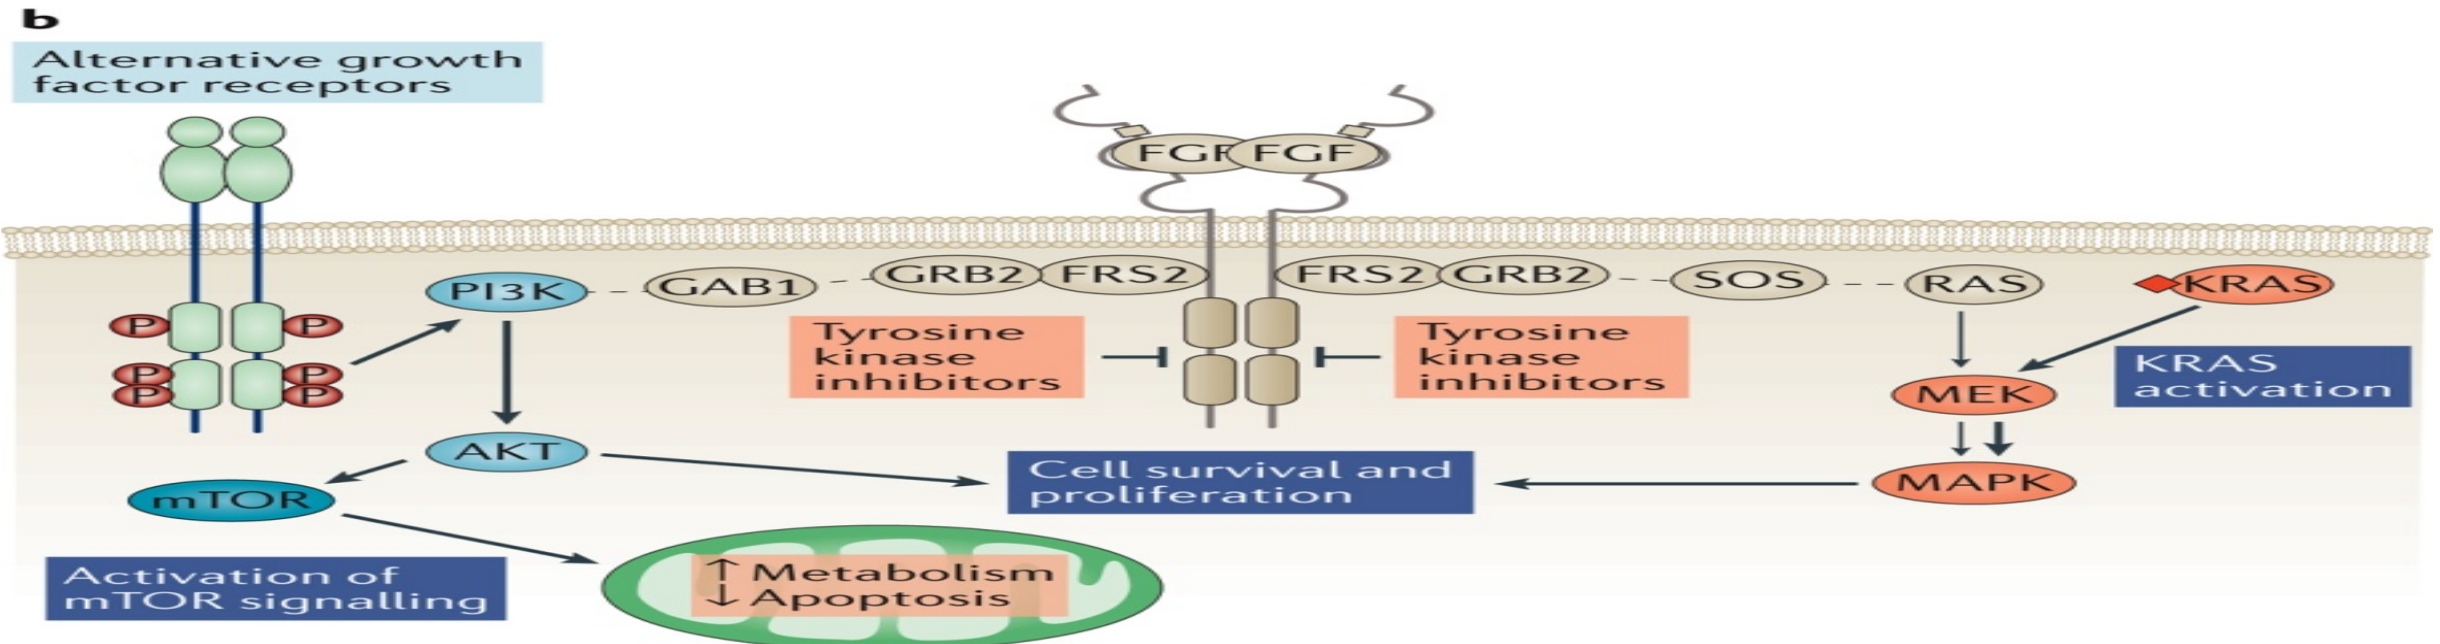 b
Alternative growth
factor receptors
FGF
FGF
PI3K
GAB1
GRB2
FRS2
FRS2
GRB2
SOS
RAS
KRAS
P
P
P
P
P
P
Tyrosine
kinase
inhibitors
Tyrosine
kinase
inhibitors
KRAS
activation
MEK
AKT
Cell survival and
proliferation
MAPK
mTOR
Activation of
mTOR signalling
↑ Metabolism
↓ Apoptosis